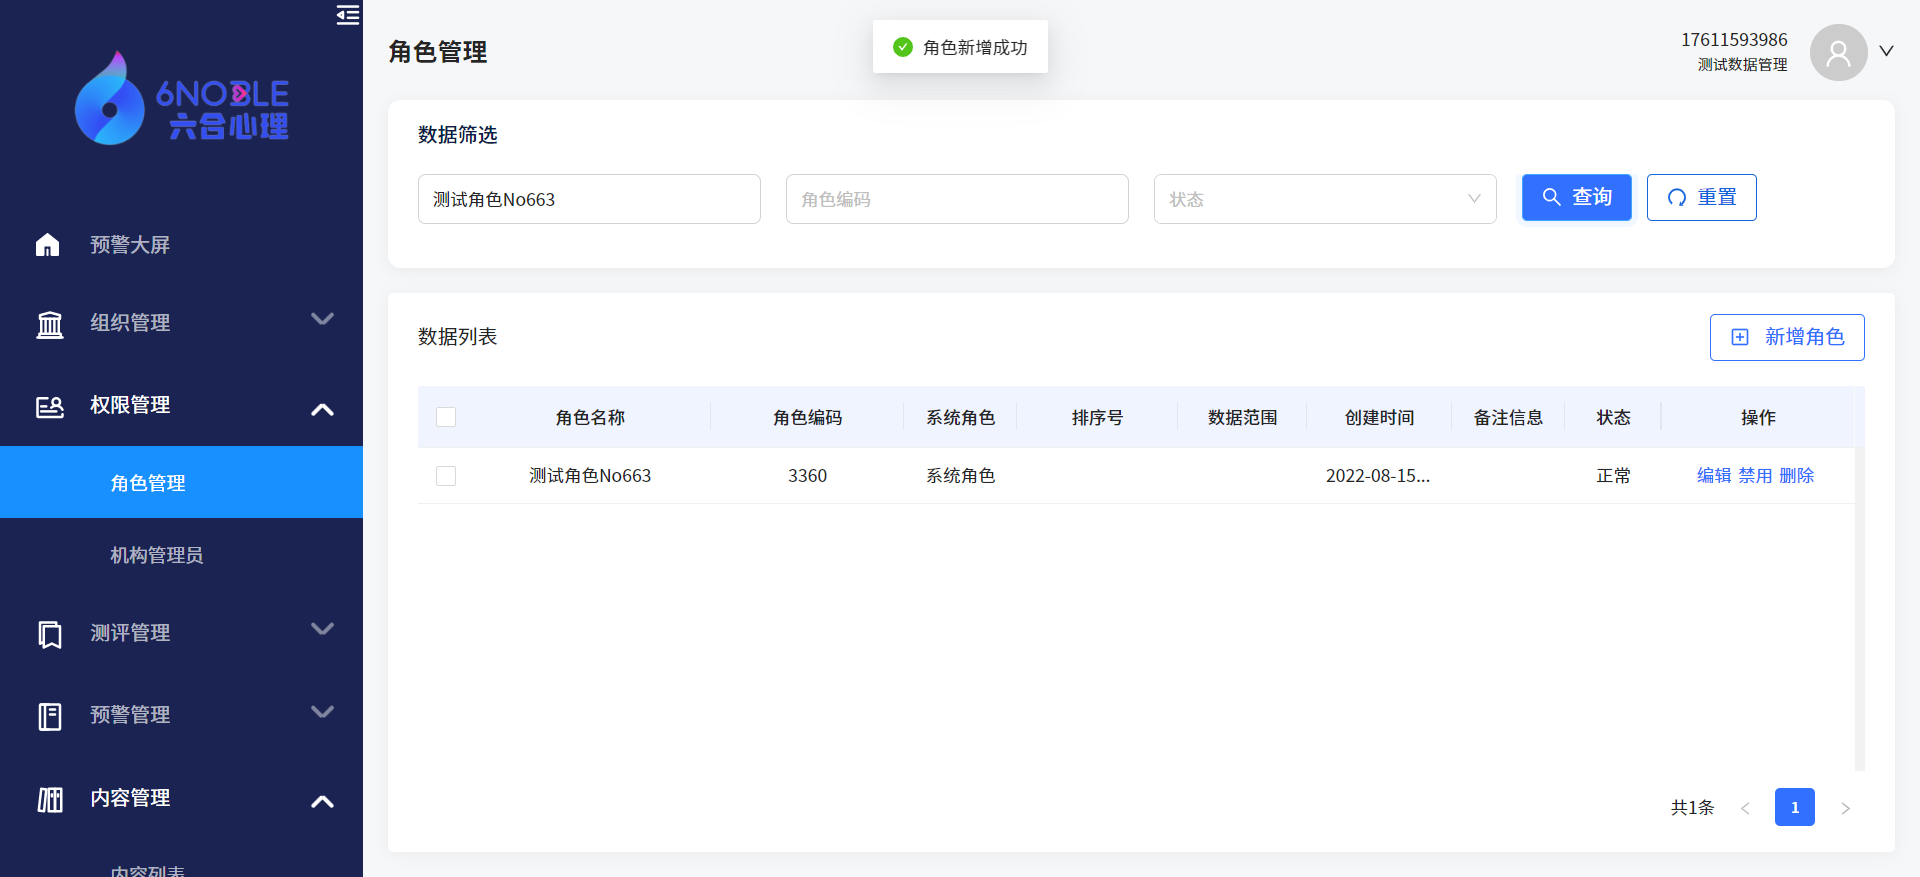 6NOBLE
六合心理
预警大屏
组织管理
权限管理
角色管理
机构管理员
测评管理
预警管理
内容管理
内容列表
角色管理
角色新增成功
17611593986
测试数据管理
数据筛选
测试角色No663
角色编码
状态
查询
重置
数据列表
新增角色
角色名称 角色编码 系统角色 排序号 数据范围 创建时间 备注信息 状态 操作
测试角色No663 3360 系统角色 2022-08-15... 正常 编辑 禁用 删除
共1条
1